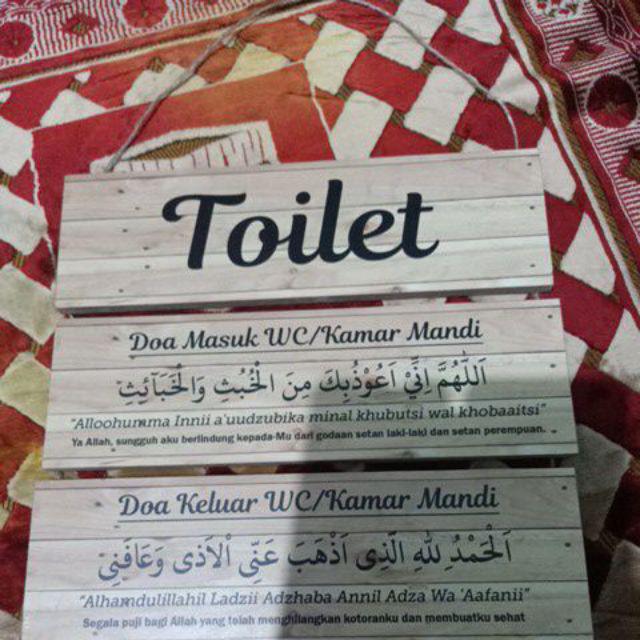 Toilet
Doa Masuk WC/Kamar Mandi
اَللّٰهُمَّ اِنِّيْ اَعُوْذُبِكَ مِنَ الْخُبُثِ وَالْخَبَآئِثِ
"Alloohumma Innii a'uudzubika minal khubutsi wal khobaaitsi"
Ya Allah, sungguh aku berlindung kepada-Mu dari godaan setan laki-laki dan setan perempuan.
Doa Keluar WC/Kamar Mandi
اَلْحَمْدُ لِلّٰهِ الَّذِى اَذْهَبَ عَنِّى اْلاَذٰى وَعَافَنِىْ
"Alhamdulillahil Ladzii Adzhaba Annil Adza Wa 'Aafanii"
Segala puji bagi Allah yang telah menghilangkan kotoranku dan membuatku sehat